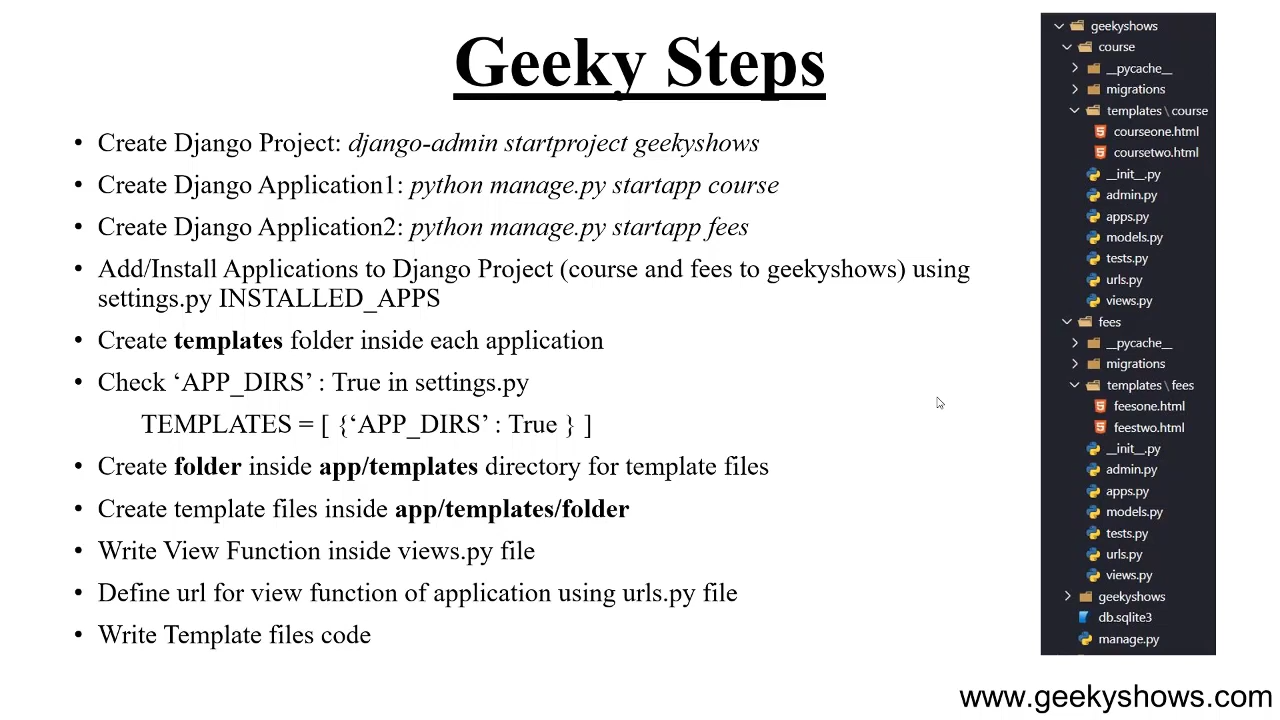 Geeky Steps
• Create Django Project: django-admin startproject geekyshows
• Create Django Application1: python manage.py startapp course
• Create Django Application2: python manage.py startapp fees
• Add/Install Applications to Django Project (course and fees to geekyshows) using
settings.py INSTALLED_APPS
• Create templates folder inside each application
• Check ‘APP_DIRS’ : True in settings.py
TEMPLATES = [ {‘APP_DIRS’ : True } ]
• Create folder inside app/templates directory for template files
• Create template files inside app/templates/folder
• Write View Function inside views.py file
• Define url for view function of application using urls.py file
• Write Template files code
geekyshows
course
__pycache__
migrations
templates \ course
courseone.html
coursetwo.html
__init__.py
admin.py
apps.py
models.py
tests.py
urls.py
views.py
fees
__pycache__
migrations
templates \ fees
feesone.html
feestwo.html
__init__.py
admin.py
apps.py
models.py
tests.py
urls.py
views.py
geekyshows
db.sqlite3
manage.py
www.geekyshows.com